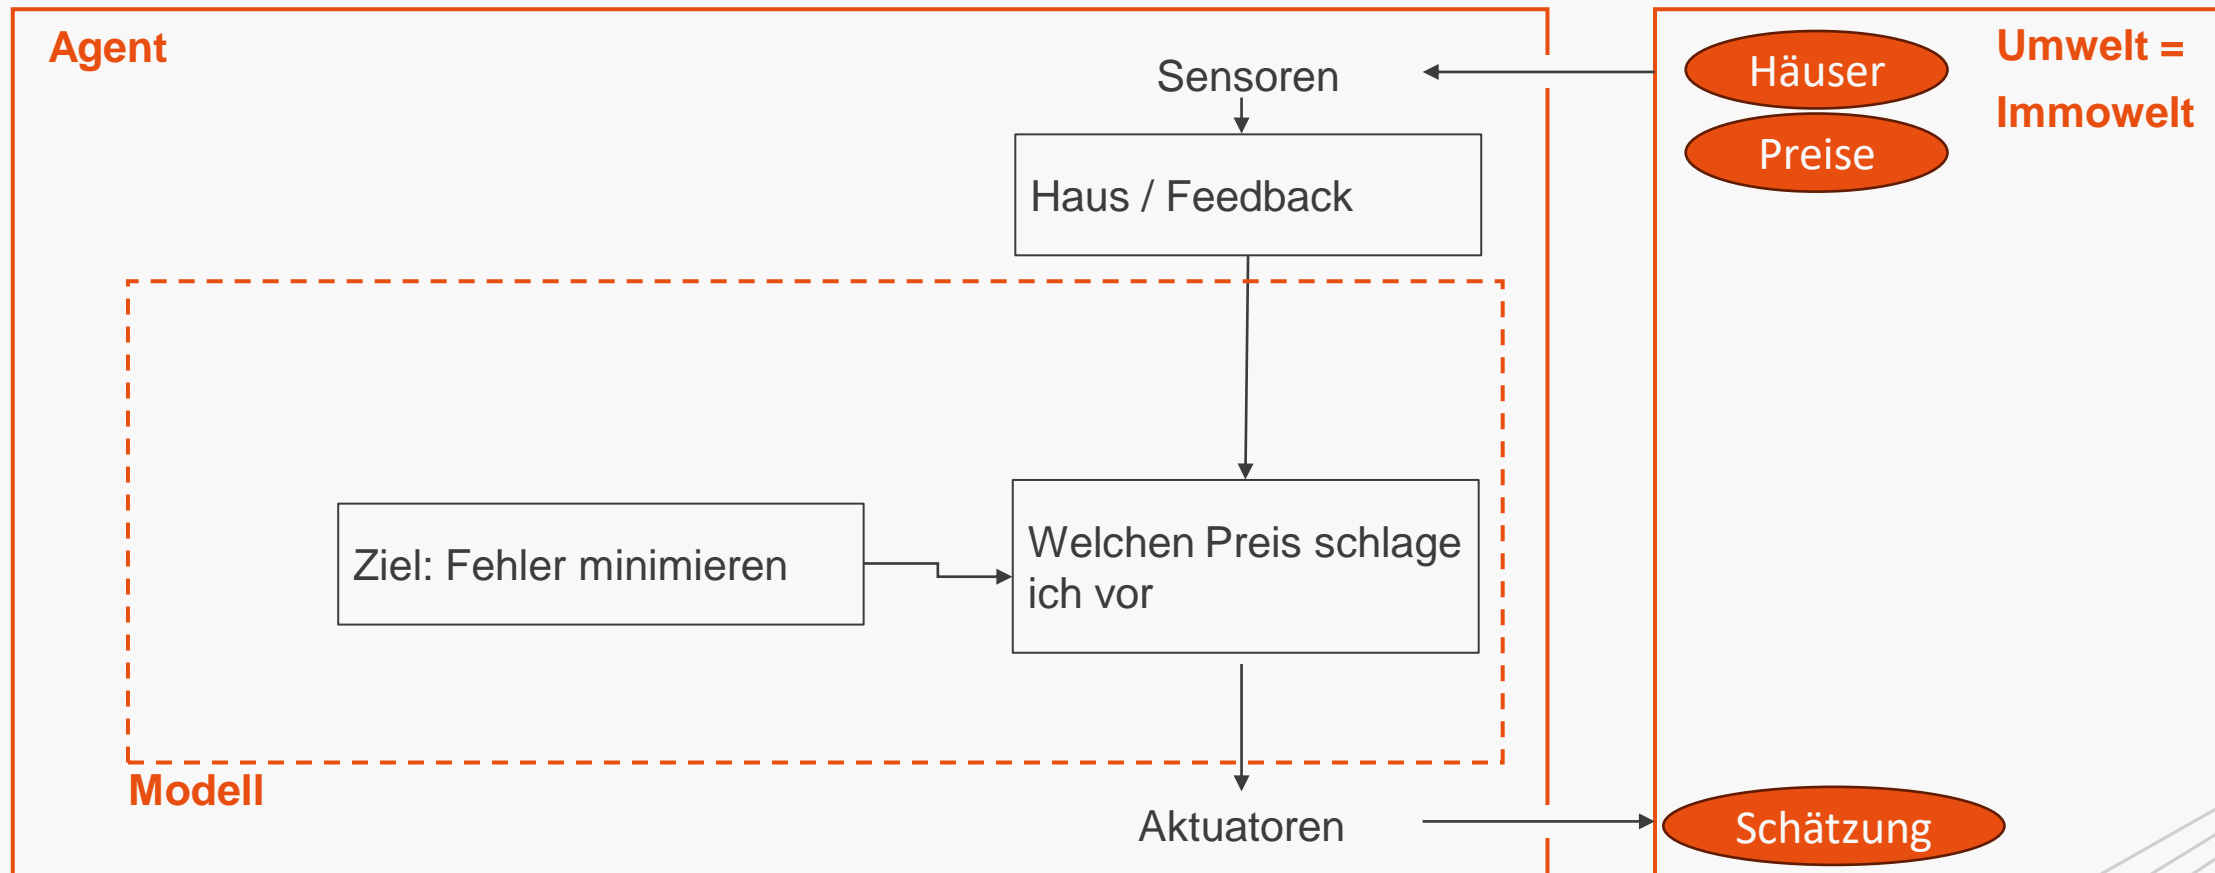 Agent
Sensoren
Häuser
Umwelt =
Preise
Immowelt
Haus / Feedback
Ziel: Fehler minimieren
Welchen Preis schlage
ich vor
Modell
Aktuatoren
Schätzung